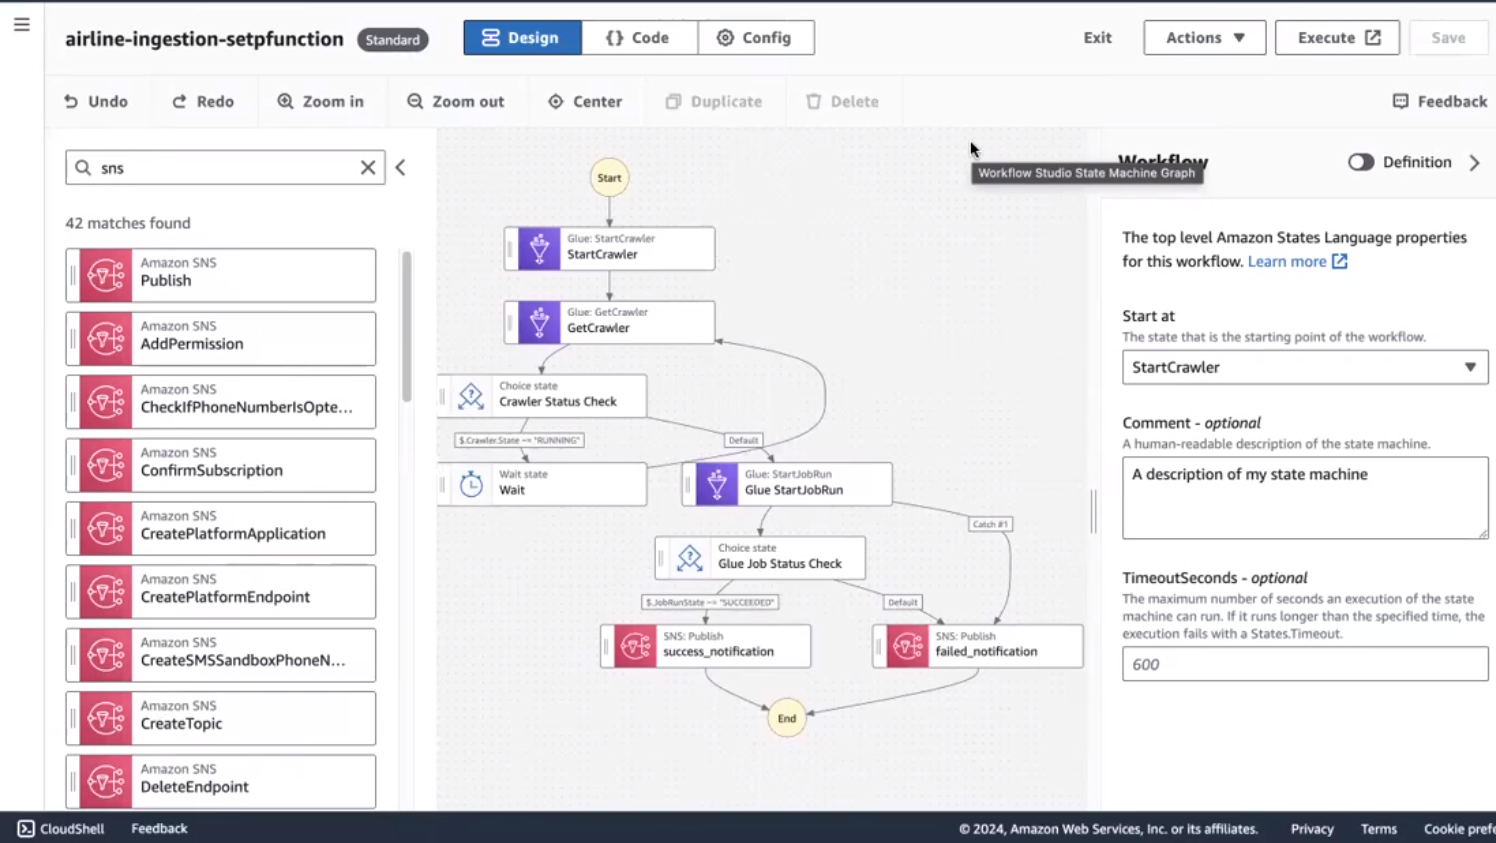 airline-ingestion-setpfunction
Standard
Design
{} Code
Config
Exit
Actions
Execute
Save
Undo
Redo
Zoom in
Zoom out
Center
Duplicate
Delete
Feedback
sns
42 matches found
Amazon SNS
Publish
Amazon SNS
AddPermission
Amazon SNS
CheckIfPhoneNumberIsOpte...
Amazon SNS
ConfirmSubscription
Amazon SNS
CreatePlatformApplication
Amazon SNS
CreatePlatformEndpoint
Amazon SNS
CreateSMSSandboxPhoneN...
Amazon SNS
CreateTopic
Amazon SNS
DeleteEndpoint
Start
Glue: StartCrawler
StartCrawler
Glue: GetCrawler
GetCrawler
Choice state
Crawler Status Check
$.Crawler.State == "RUNNING"
Default
Wait state
Wait
Glue: StartJobRun
Glue StartJobRun
Catch #1
Choice state
Glue Job Status Check
$.JobRunState == "SUCCEEDED"
Default
SNS: Publish
success_notification
SNS: Publish
failed_notification
End
Workflow
Workflow Studio State Machine Graph
Definition
The top level Amazon States Language properties
for this workflow. Learn more
Start at
The state that is the starting point of the workflow.
StartCrawler
Comment - optional
A human-readable description of the state machine.
A description of my state machine
TimeoutSeconds - optional
The maximum number of seconds an execution of the state
machine can run. If it runs longer than the specified time, the
execution fails with a States.Timeout.
600
CloudShell
Feedback
© 2024, Amazon Web Services, Inc. or its affiliates.
Privacy
Terms
Cookie prefe